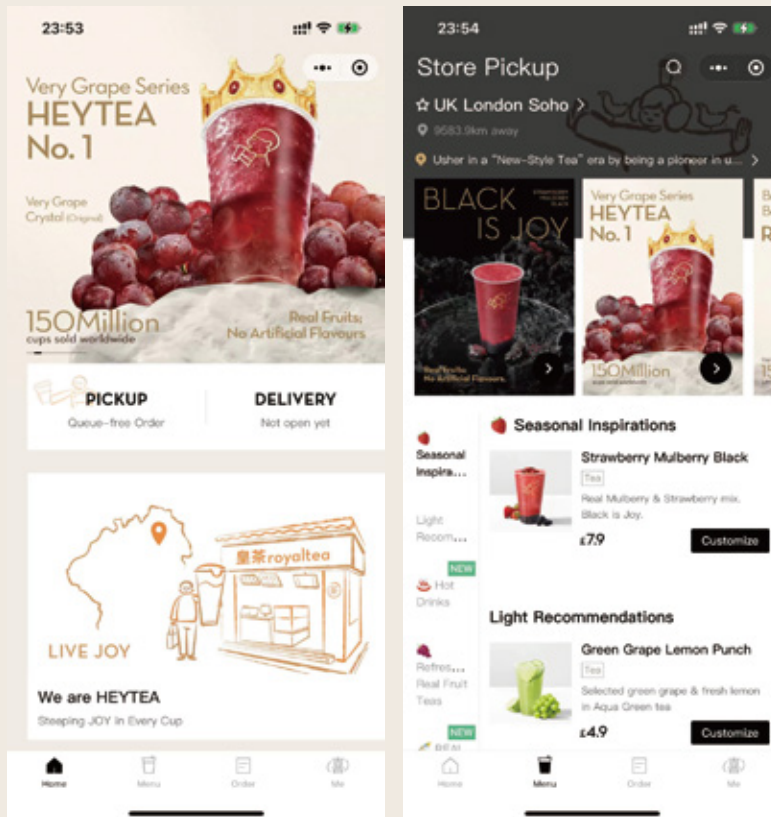 23:53
Very Grape Series
HEYTEA
No. 1
Very Grape
Crystal (Original)
150Million
cups sold worldwide
Real Fruits;
No Artificial Flavours
PICKUP
Queue-free Order
DELIVERY
Not open yet
皇茶royaltea
LIVE JOY
We are HEYTEA
Steeping JOY in Every Cup
Home
Menu
Order
Me
23:54
Store Pickup
UK London Soho
9583.9km away
Usher in a "New-Style Tea" era by being a pioneer in u...
BLACK
IS JOY
STRAWBERRY
MULBERRY
BLACK
Real Fruits;
No Artificial Flavours
Very Grape Series
HEYTEA
No. 1
150Million
cups sold worldwide
Seasonal
Inspira...
Light
Recom...
NEW
Hot
Drinks
Refres...
Real Fruit
Teas
NEW
REAL
Seasonal Inspirations
Strawberry Mulberry Black
Tea
Real Mulberry & Strawberry mix.
Black is Joy.
£7.9
Customize
Light Recommendations
Green Grape Lemon Punch
Tea
Selected green grape & fresh lemon
in Aqua Green tea
£4.9
Customize
Home
Menu
Order
Me